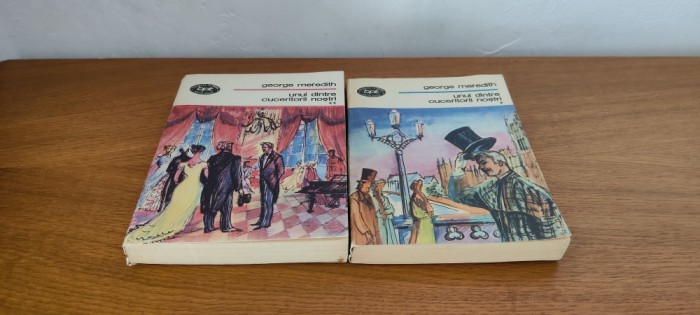 bpt
george meredith
unul dintre
cuceritorii noștri
**
bpt
george meredith
unul dintre
cuceritorii noștri